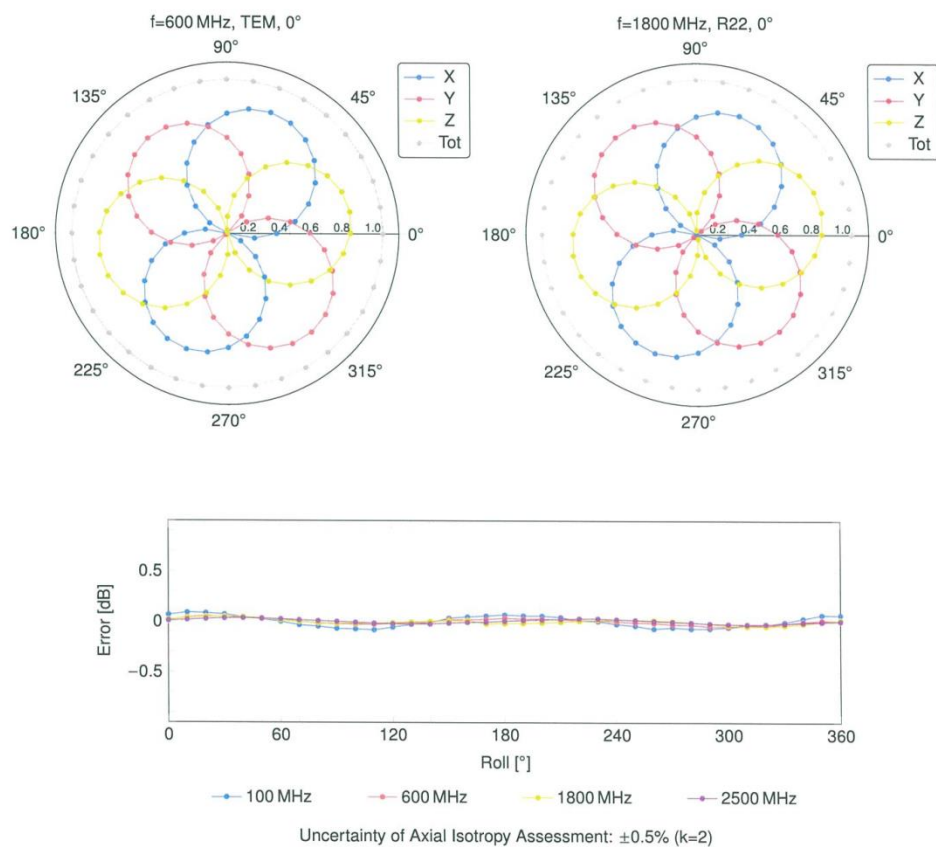 f=600 MHz, TEM, 0°
90°
135°
45°
X
Y
Z
Tot
180°
0.2 0.4 0.6 0.8 1.0
0°
225°
315°
270°
f=1800 MHz, R22, 0°
90°
135°
45°
X
Y
Z
Tot
180°
0.2 0.4 0.6 0.8 1.0
0°
225°
315°
270°
Error [dB]
0.5
0
−0.5
0 60 120 180 240 300 360
Roll [°]
100 MHz 600 MHz 1800 MHz 2500 MHz
Uncertainty of Axial Isotropy Assessment: ±0.5% (k=2)